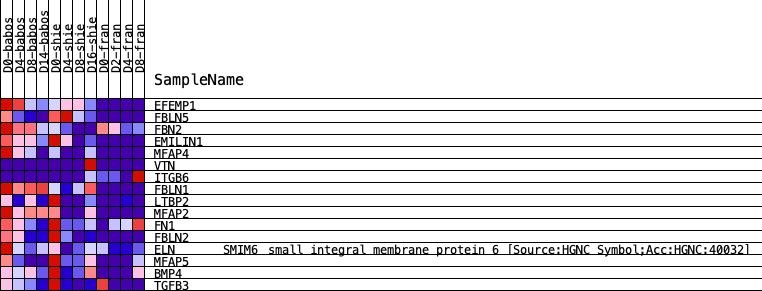 D0-babos
D4-babos
D8-babos
D14-babos
D0-shie
D4-shie
D8-shie
D16-shie
D0-fran
D2-fran
D4-fran
D8-fran
SampleName
EFEMP1
FBLN5
FBN2
EMILIN1
MFAP4
VTN
ITGB6
FBLN1
LTBP2
MFAP2
FN1
FBLN2
ELN SMIM6 small integral membrane protein 6 [Source:HGNC Symbol;Acc:HGNC:40032]
MFAP5
BMP4
TGFB3